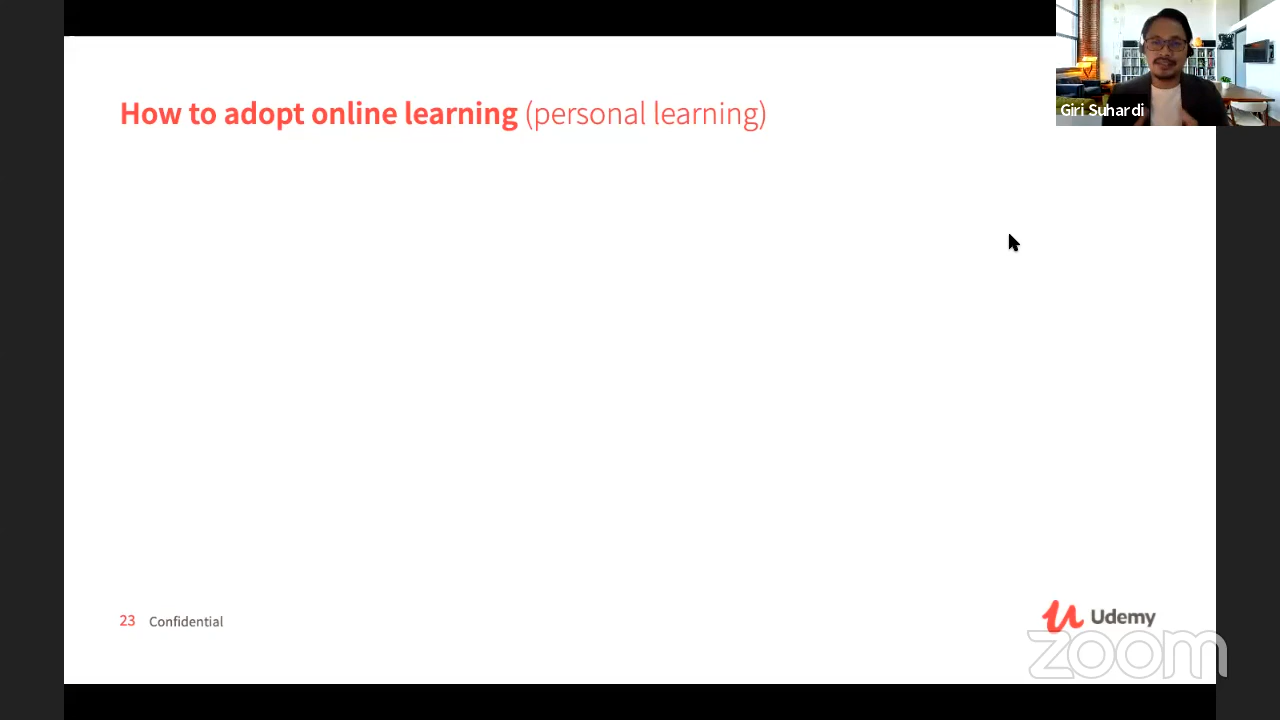 How to adopt online learning (personal learning)
Giri Suhardi
23 Confidential
Udemy
zoom